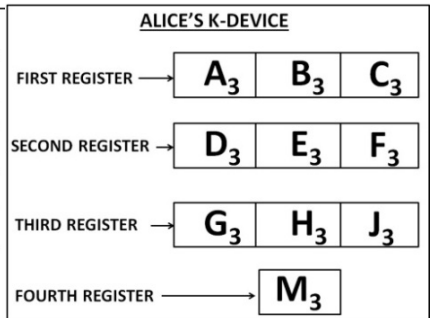 ALICE'S K-DEVICE
FIRST REGISTER A₃ B₃ C₃
SECOND REGISTER D₃ E₃ F₃
THIRD REGISTER G₃ H₃ J₃
FOURTH REGISTER M₃